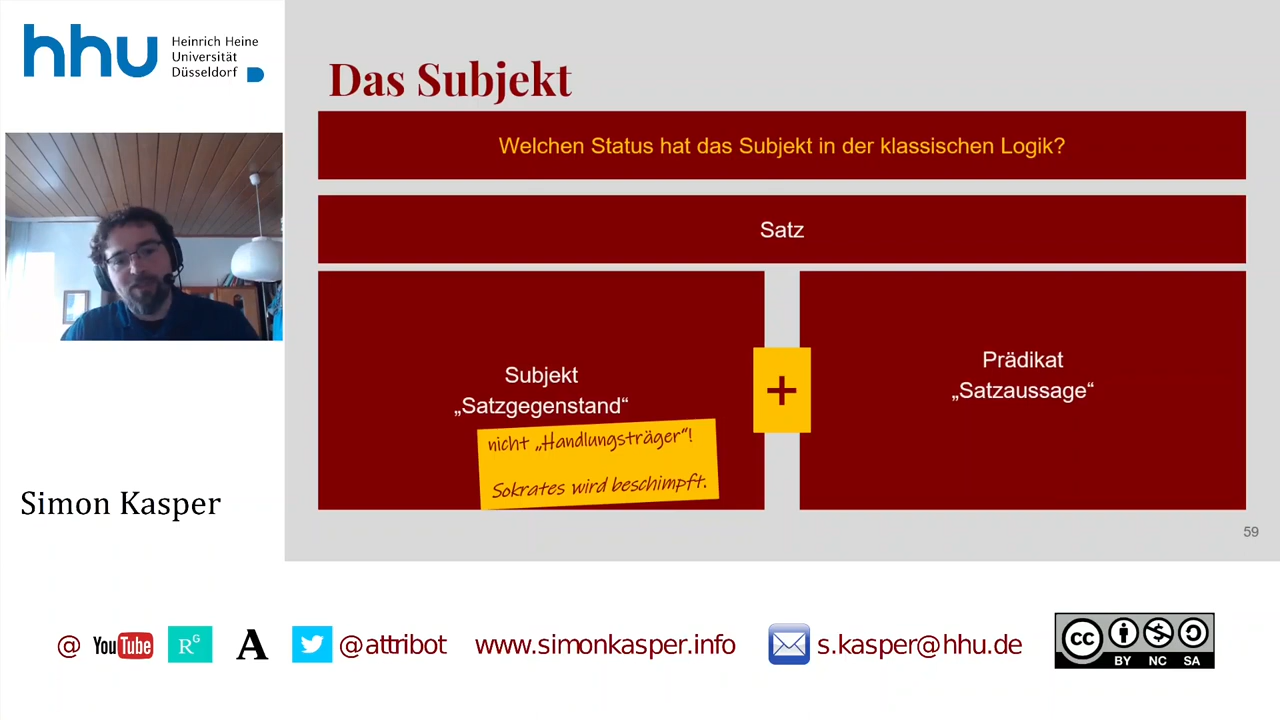 hhu
Heinrich Heine
Universität
Düsseldorf
Das Subjekt
Welchen Status hat das Subjekt in der klassischen Logik?
Satz
Subjekt
„Satzgegenstand“
nicht „Handlungsträger“!
Sokrates wird beschimpft.
+
Prädikat
„Satzaussage“
59
Simon Kasper
@ YouTube RG A @attribot www.simonkasper.info s.kasper@hhu.de
cc BY NC SA